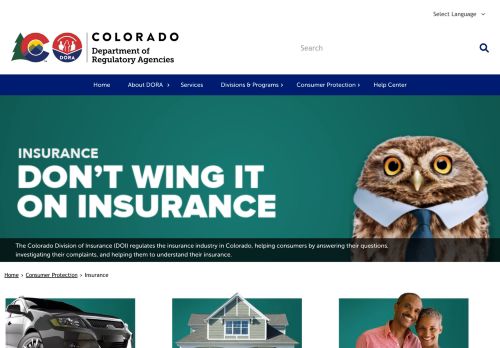 Select Language
COLORADO
Department of
Regulatory Agencies
DORA
Search
Home
About DORA
Services
Divisions & Programs
Consumer Protection
Help Center
INSURANCE
DON'T WING IT
ON INSURANCE
The Colorado Division of Insurance (DOI) regulates the insurance industry in Colorado, helping consumers by answering their questions,
investigating their complaints, and helping them to understand their insurance.
Home › Consumer Protection › Insurance